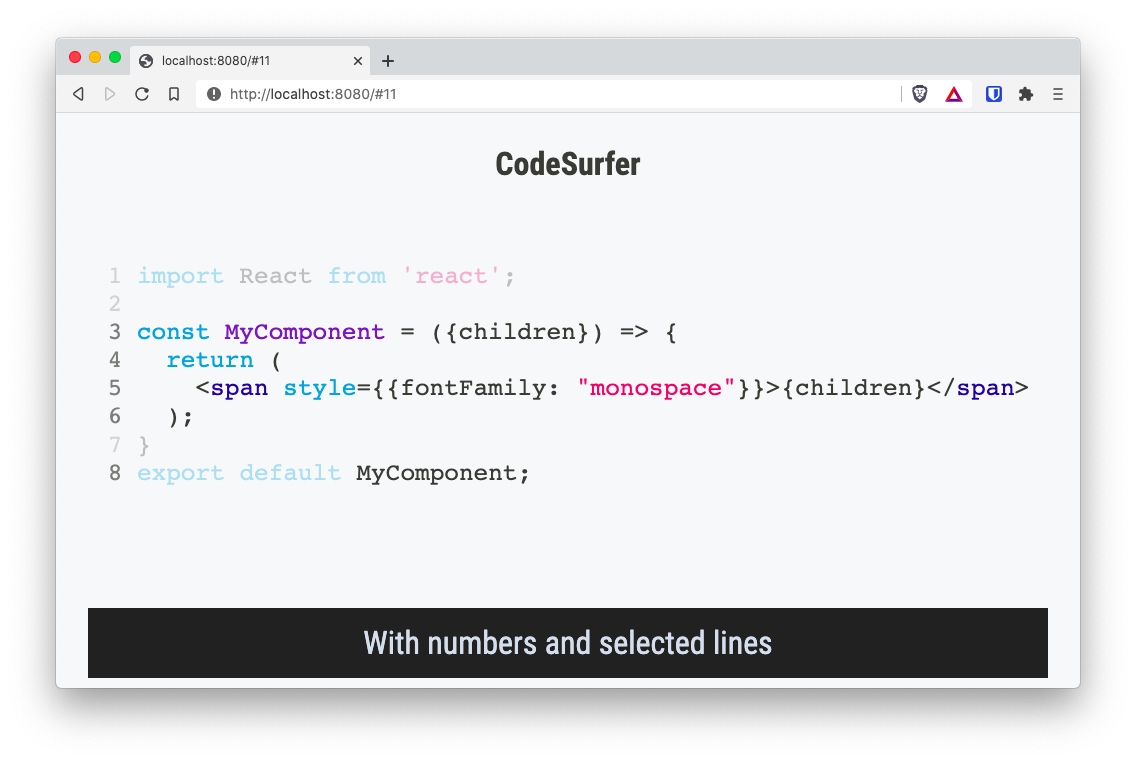 localhost:8080/#11
http://localhost:8080/#11
CodeSurfer
1 import React from 'react';
2
3 const MyComponent = ({children}) => {
4   return (
5     <span style={{fontFamily: "monospace"}}>{children}</span>
6   );
7 }
8 export default MyComponent;
With numbers and selected lines